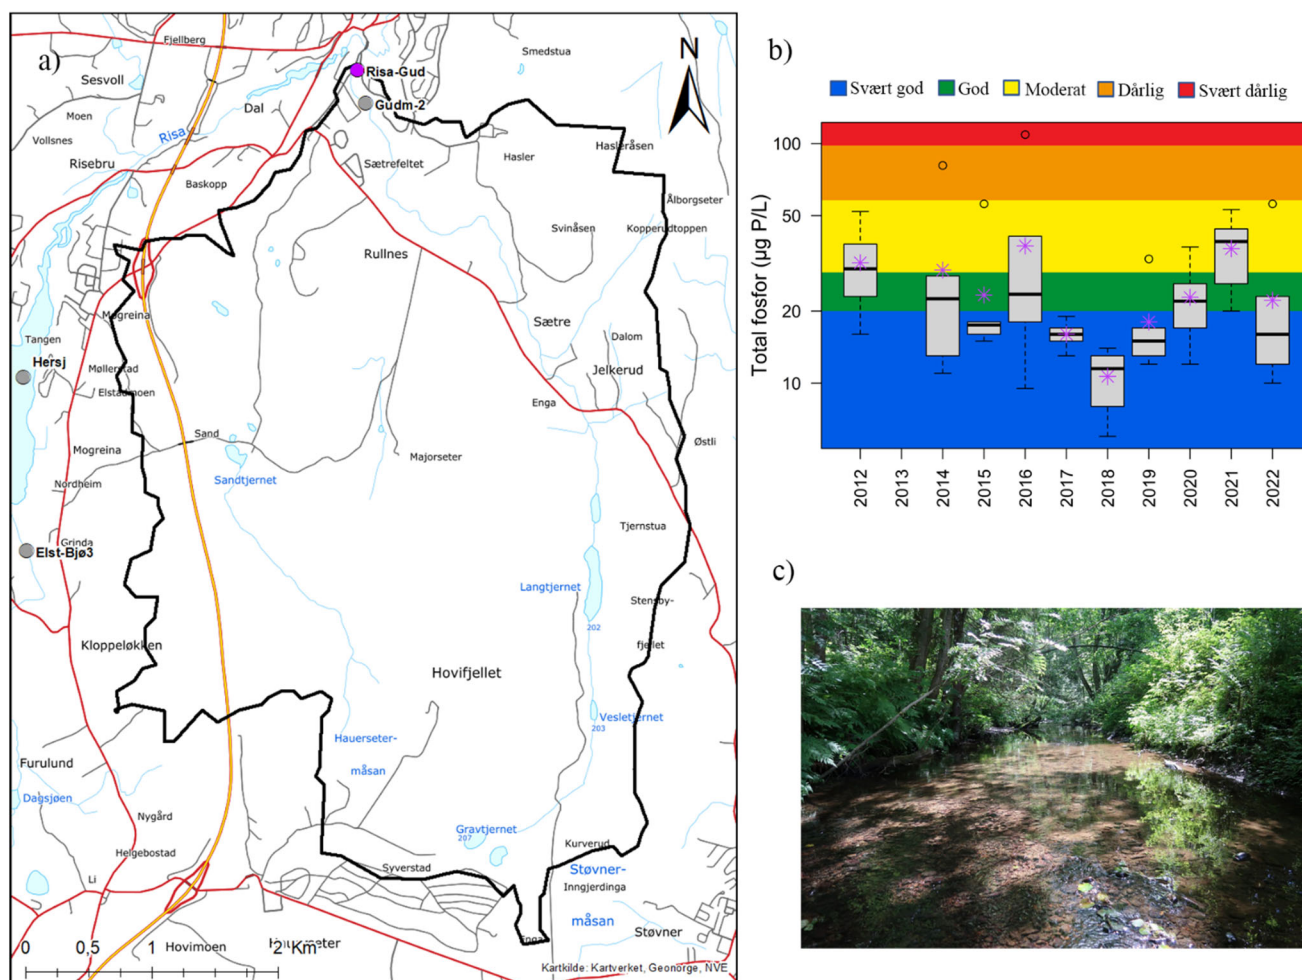 a)
N
Fjellberg
Smedstua
Sesvoll
Risa-Gud
Dal
Gudm-2
Moen
Risa
Vollsnes
Hasleråsen
Risebru
Sætrefeltet
Hasler
Baskopp
Ålborgseter
Svinåsen
Kopperudtoppen
Rullnes
Mogreina
Sætre
Tangen
Dalom
Hersj
Møllerstad
Jelkerud
Elstadmoen
Enga
Sand
Østli
Mogreina
Majorseter
Sandtjernet
Nordheim
Tjernstua
Grinda
Elst-Bjø3
Langtjernet
Stensby-
202
Kloppeløkken
fjellet
Hovifjellet
Vesletjernet
203
Hauerseter-
måsan
Furulund
Dagsjøen
Nygård
Gravtjernet
207
Kurverud
Helgebostad
Syverstad
Støvner-
Li
Inngjerdinga
måsan
Støvner
Hovimoen
0 0,5 1 2 Km
Kartkilde: Kartverket, Geonorge, NVE
b)
Svært god God Moderat Dårlig Svært dårlig
Total fosfor (µg P/L)
100
50
20
10
2012 2013 2014 2015 2016 2017 2018 2019 2020 2021 2022
c)